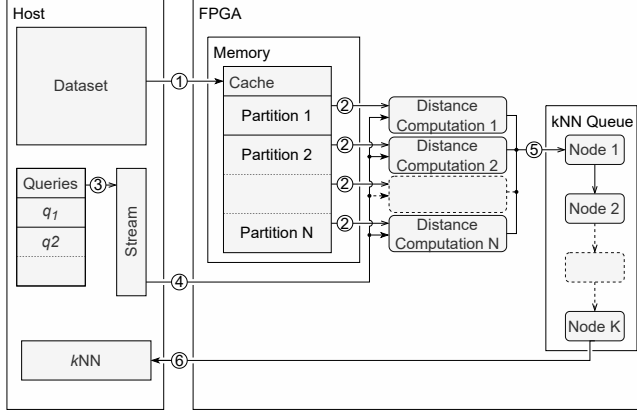 Host
FPGA
Memory
Dataset
1
Cache
Partition 1
2
Distance
Computation 1
kNN Queue
Partition 2
2
Distance
Computation 2
5
Node 1
Queries
3
2
q1
Node 2
q2
Stream
Partition N
2
Distance
Computation N
4
Node K
kNN
6